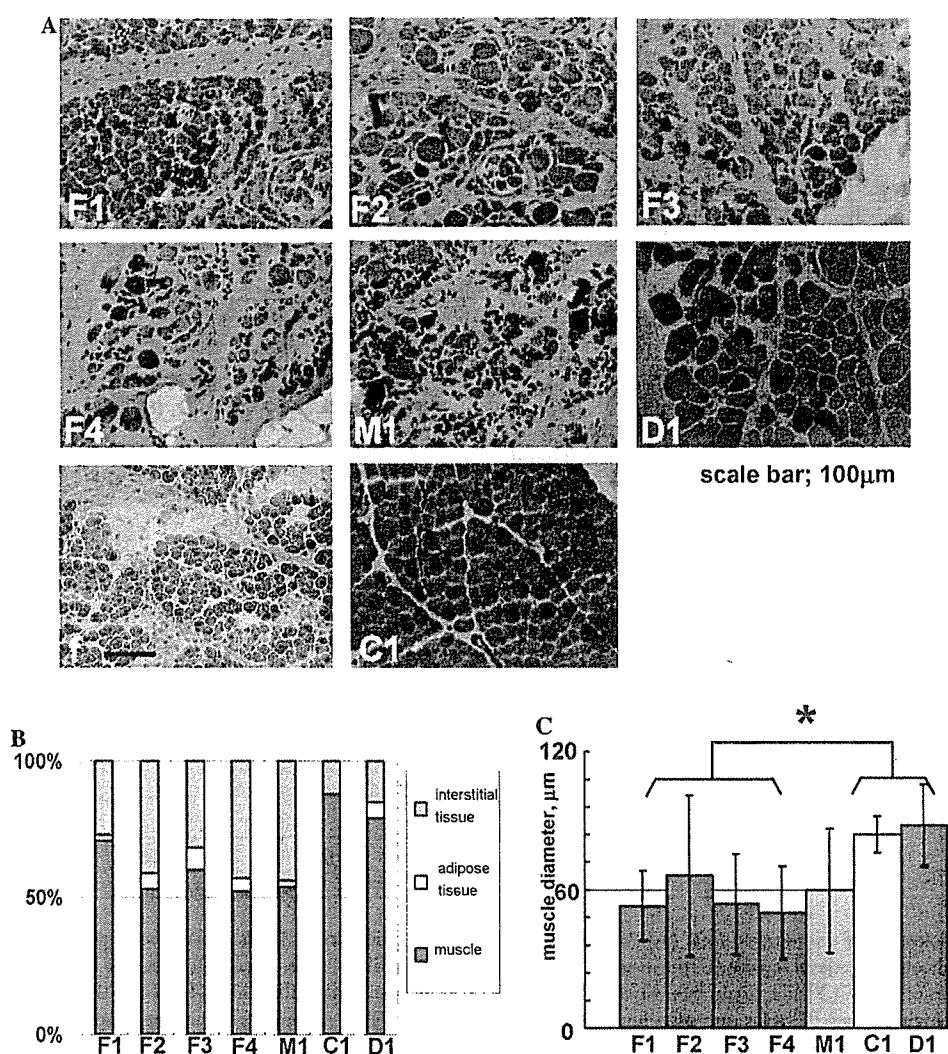 A
F1
F2
F3
F4
M1
D1
scale bar; 100μm
f
C1
B
100%
50%
0%
F1 F2 F3 F4 M1 C1 D1
interstitial
tissue
adipose
tissue
muscle
C
*
muscle diameter, μm
120
60
0
F1 F2 F3 F4 M1 C1 D1